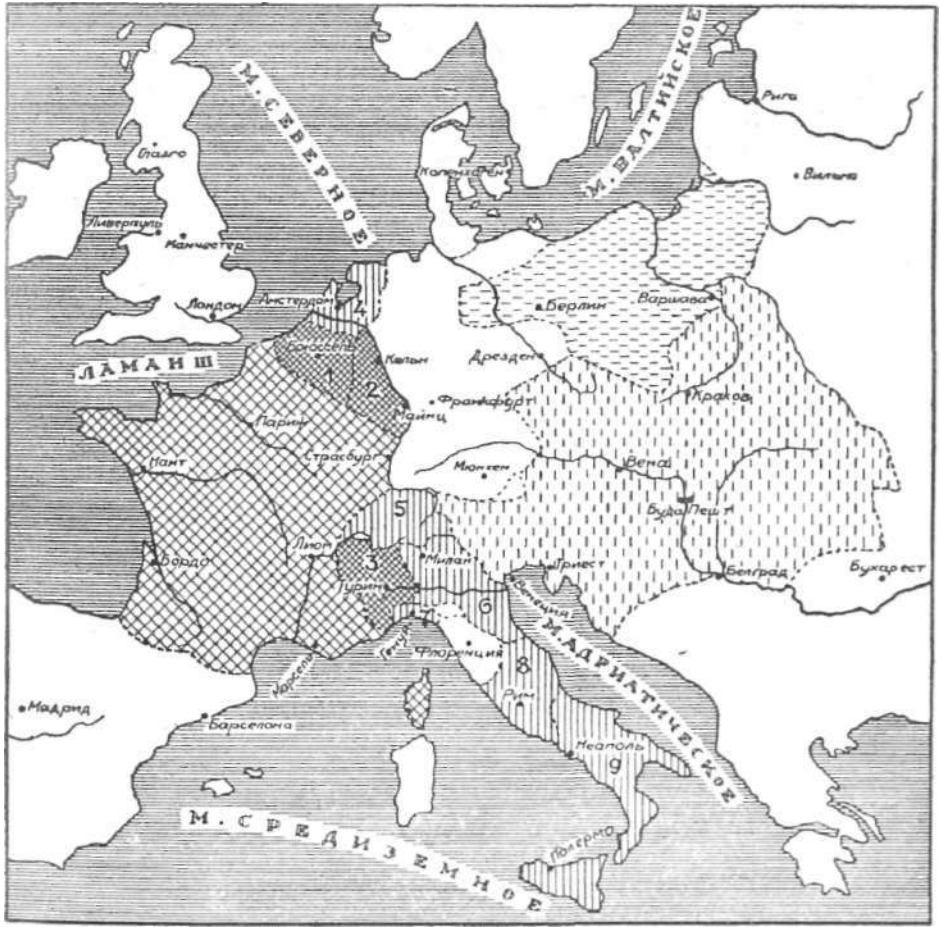 М. СЕВЕРНОЕ
М. БАЛТИЙСКОЕ
Рига
Вильна
Глазго
Копенхаген
Ливерпуль
Манчестер
Лондон
Амстердам
4
Берлин
Варшава
ЛАМАНШ
Брюссель
1
2
Кельн
Дрезден
Майнц
Франкфурт
Краков
Париж
Страсбург
Нант
Мюнхен
Вена
Буда Пешт
5
Лион
3
Милан
Бордо
Турин
Триест
Белград
Бухарест
Венеция
6
7
Генуя
Флоренция
М. АДРИАТИЧЕСКОЕ
Марсель
8
Рим
Мадрид
Барселона
Неаполь
9
М. СРЕДИЗЕМНОЕ
Палермо